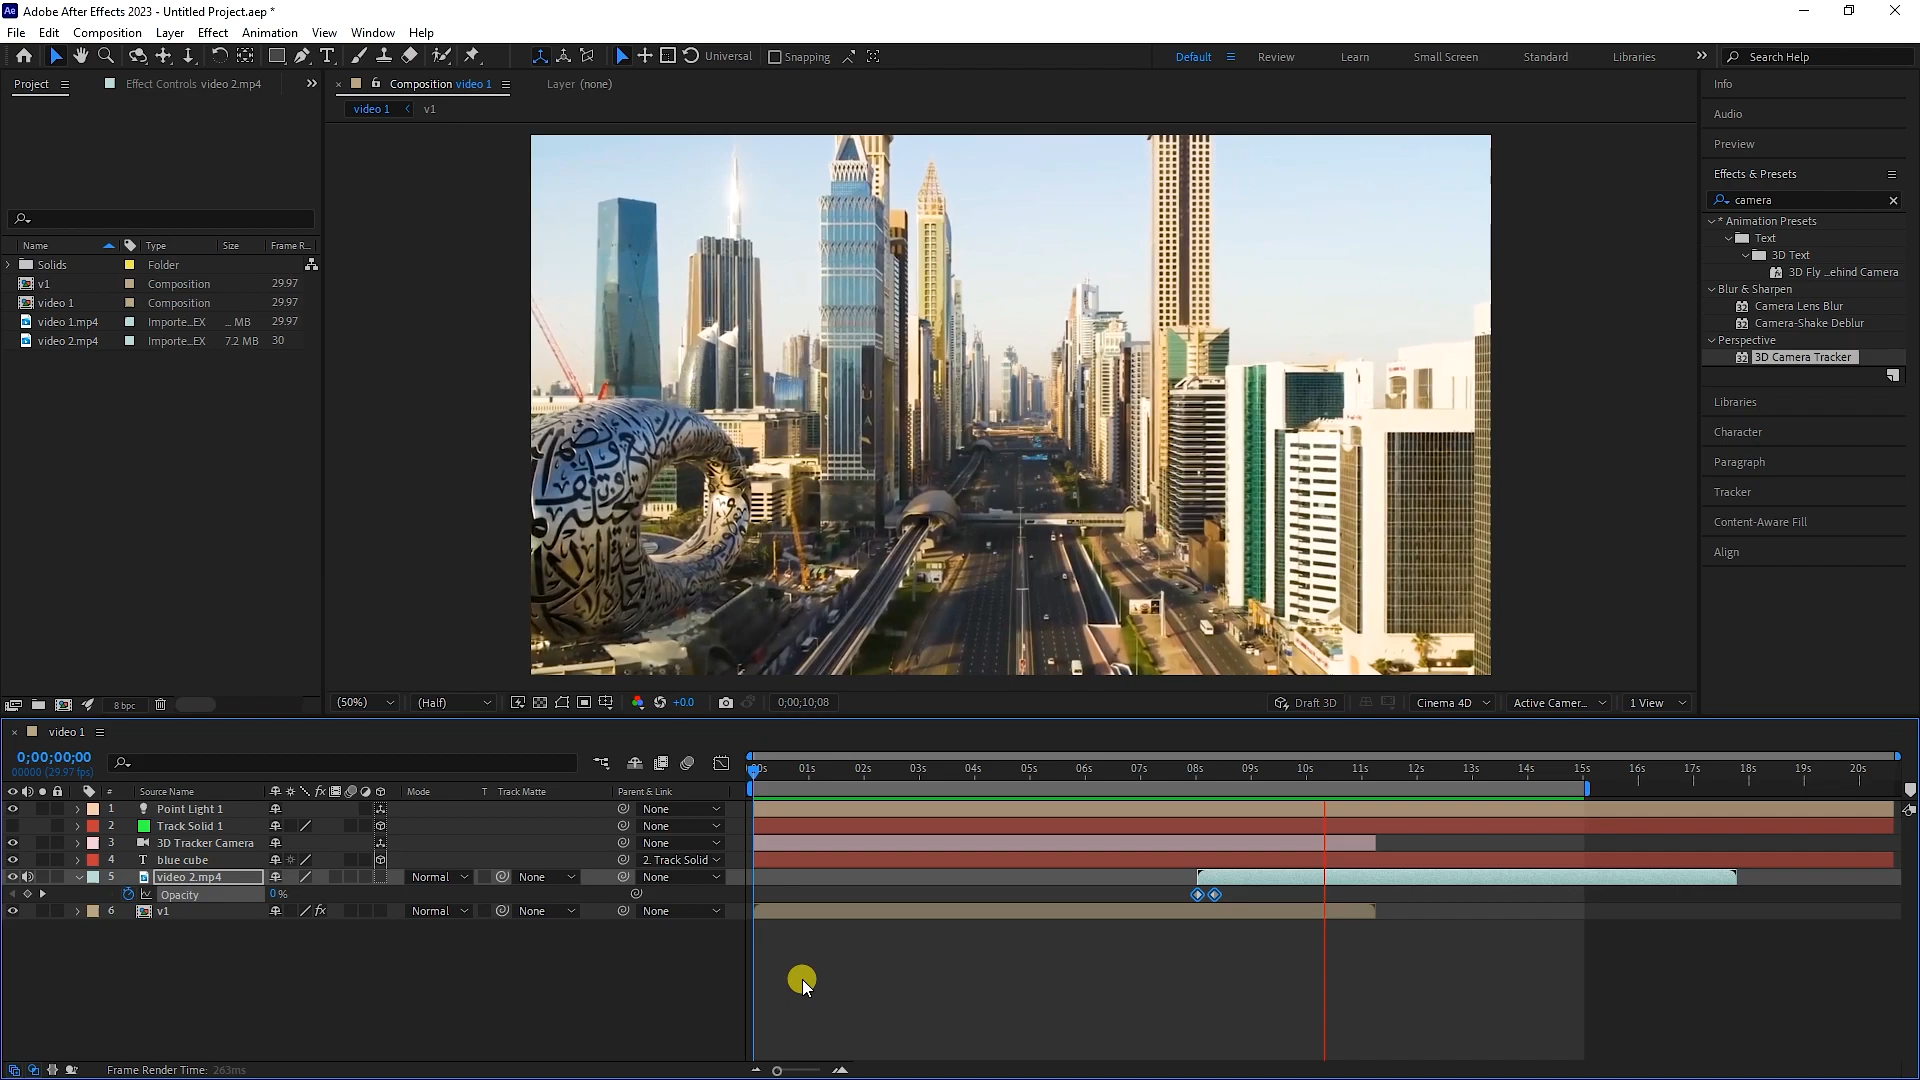 Ae Adobe After Effects 2023 - Untitled Project.aep *
File Edit Composition Layer Effect Animation View Window Help
Universal Snapping Default Review Learn Small Screen Standard Libraries Search Help
Project Effect Controls video 2.mp4
Composition video 1 Layer (none)
video 1 v1
Name Type Size Frame R...
Solids Folder
v1 Composition 29.97
video 1 Composition 29.97
video 1.mp4 Importe...EX ... MB 29.97
video 2.mp4 Importe...EX 7.2 MB 30
8 bpc
(50%) (Half) +0.0 0;00;10;08 Draft 3D Cinema 4D Active Camer... 1 View
Info
Audio
Preview
Effects & Presets
camera
* Animation Presets
Text
3D Text
3D Fly ...ehind Camera
Blur & Sharpen
32 Camera Lens Blur
32 Camera-Shake Deblur
Perspective
32 3D Camera Tracker
Libraries
Character
Paragraph
Tracker
Content-Aware Fill
Align
video 1
0;00;00;00
00000 (29.97 fps)
:00s 01s 02s 03s 04s 05s 06s 07s 08s 09s 10s 11s 12s 13s 14s 15s 16s 17s 18s 19s 20s
# Source Name fx Mode T Track Matte Parent & Link
1 Point Light 1 None
2 Track Solid 1 None
3 3D Tracker Camera None
4 T blue cube 2. Track Solid
5 video 2.mp4 Normal None None
Opacity 0 %
6 v1 fx Normal None None
Frame Render Time: 263ms